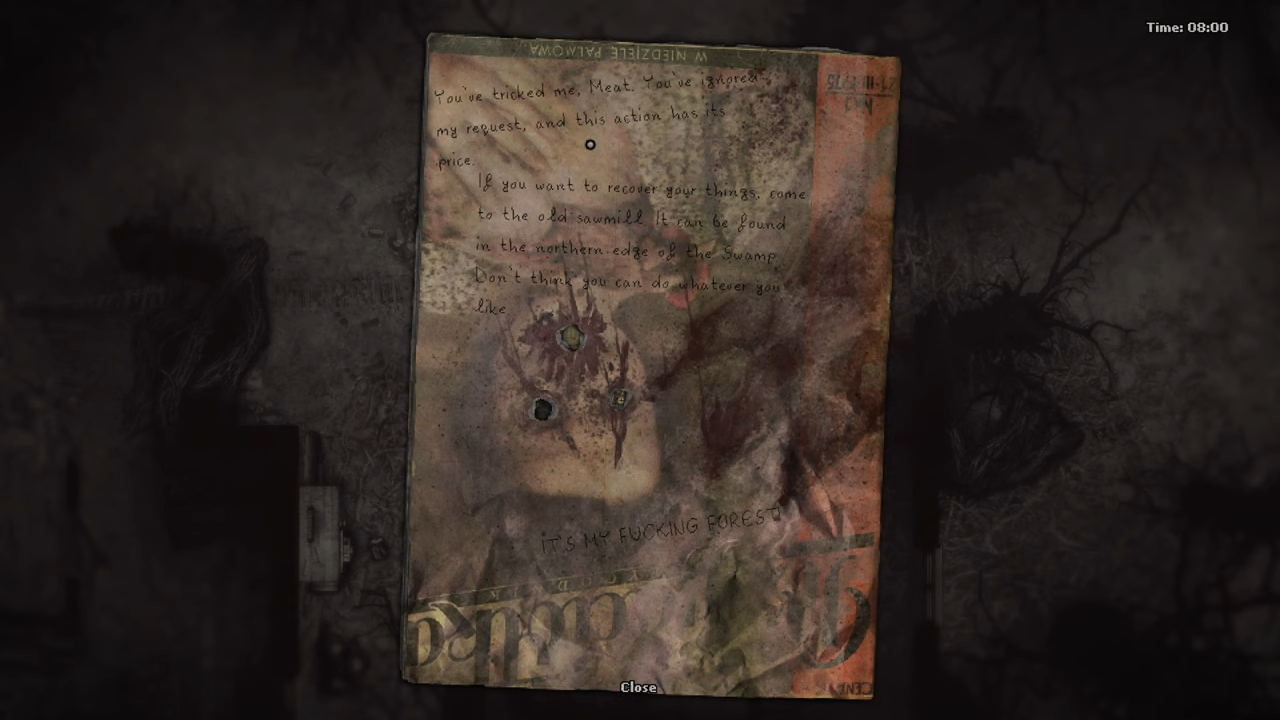 Time: 08:00
W NIEDZIELE PALMOWA
You've tricked me, Meat. You've ignored
my request, and this action has its
price.
If you want to recover your things, come
to the old sawmill. It can be found
in the northern edge of the Swamp.
Don't think you can do whatever you
like
IT'S MY FUCKING FOREST!
Close